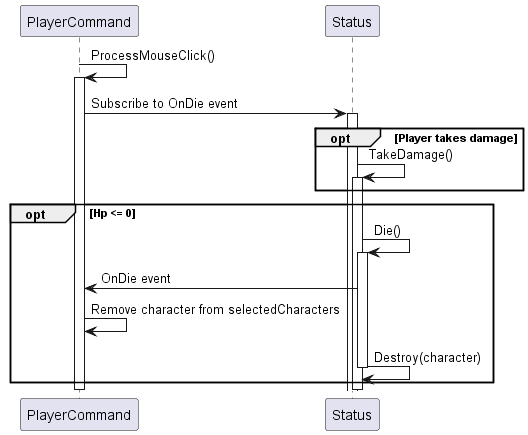 PlayerCommand
Status
ProcessMouseClick()
Subscribe to OnDie event
opt
[Player takes damage]
TakeDamage()
opt
[Hp <= 0]
Die()
OnDie event
Remove character from selectedCharacters
Destroy(character)
PlayerCommand
Status